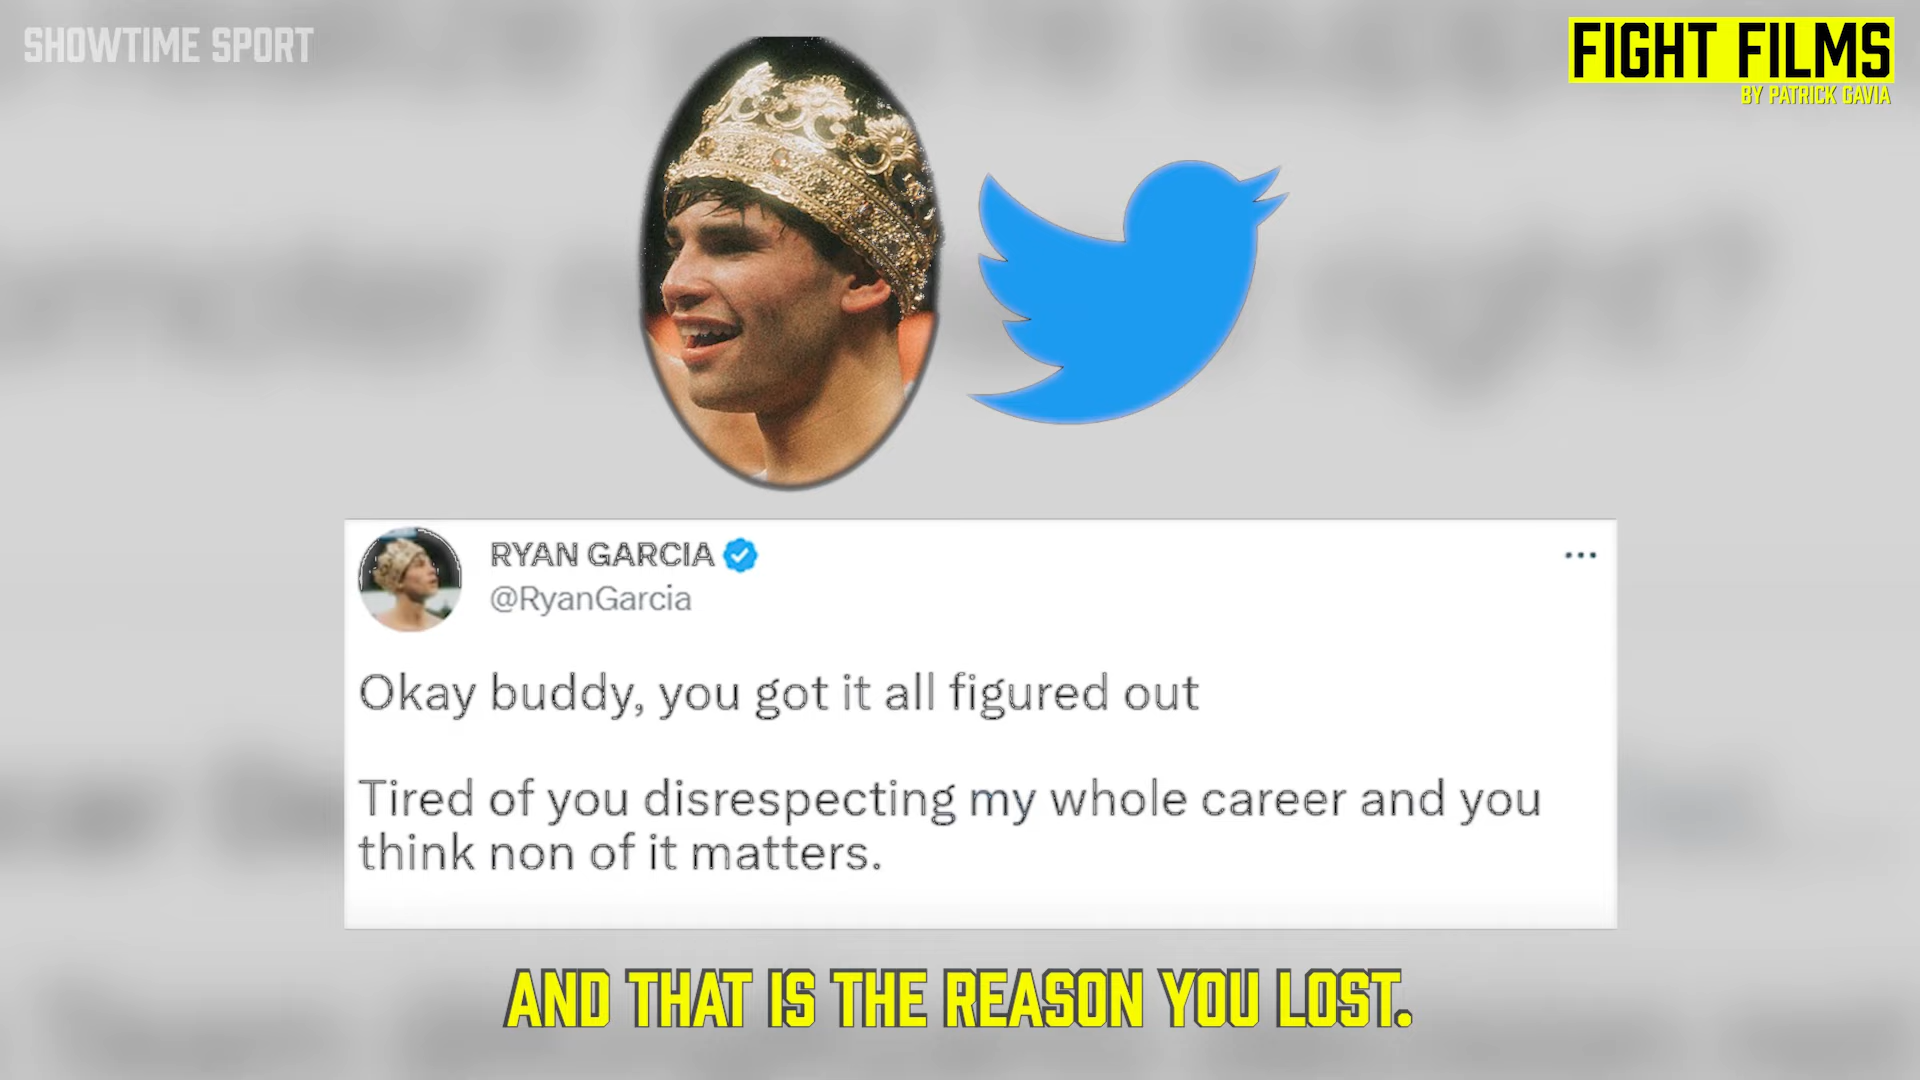 SHOWTIME SPORT
FIGHT FILMS
BY PATRICK GAVIA
RYAN GARCIA
@RyanGarcia
Okay buddy, you got it all figured out
Tired of you disrespecting my whole career and you
think non of it matters.
AND THAT IS THE REASON YOU LOST.